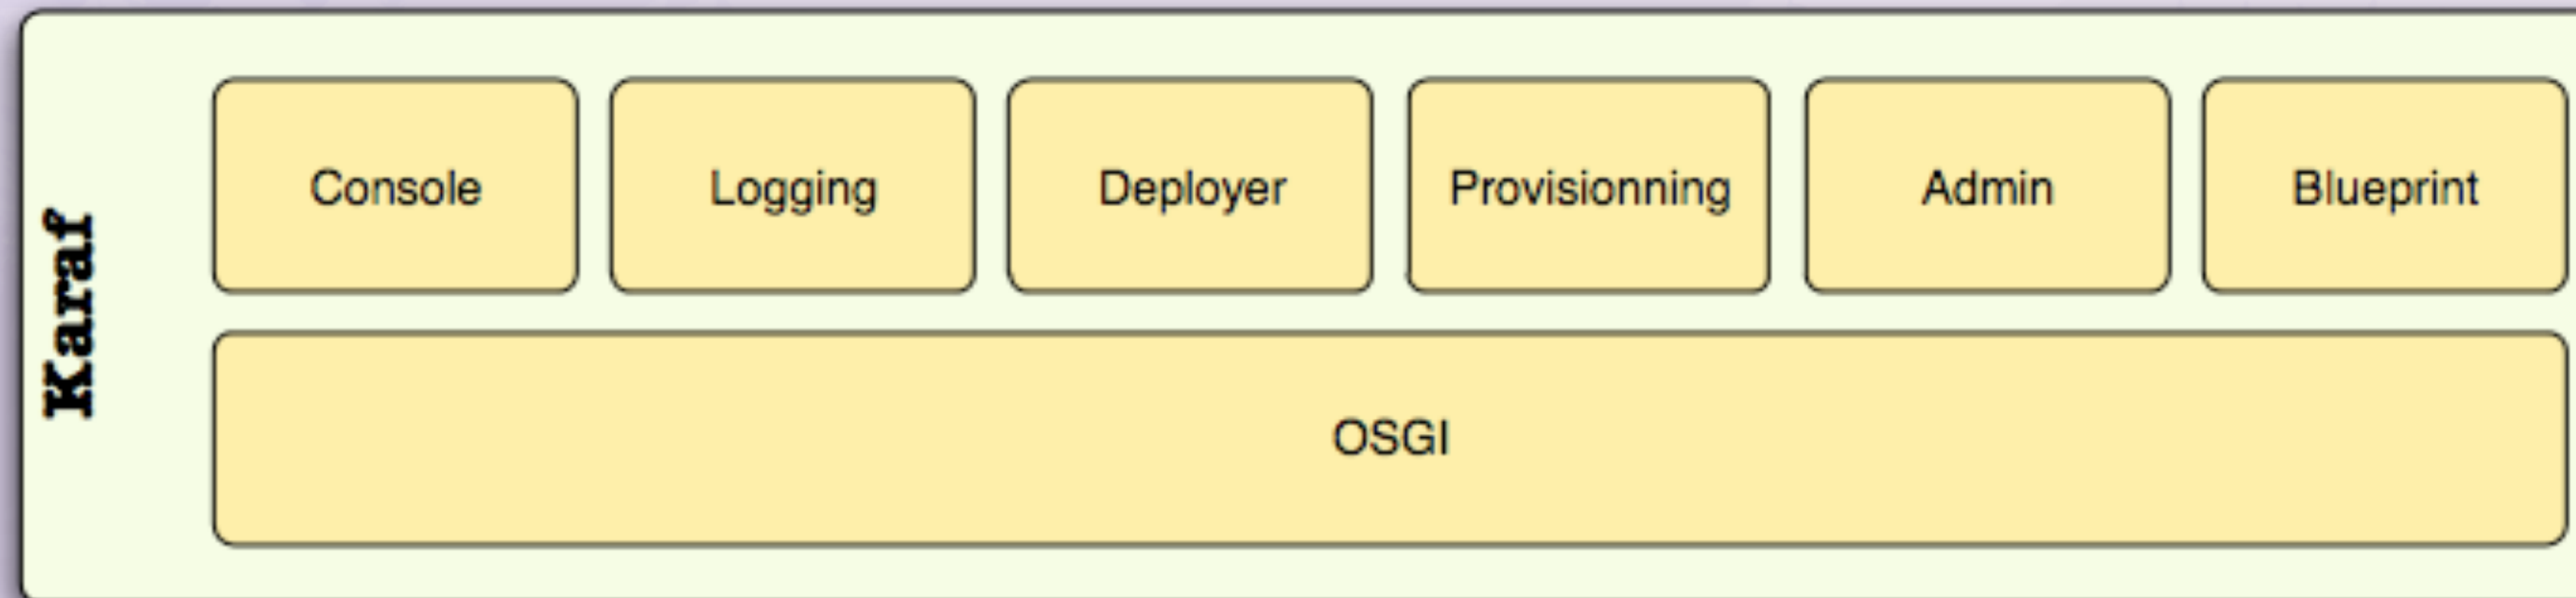 Karaf
Console
Logging
Deployer
Provisionning
Admin
Blueprint
OSGI